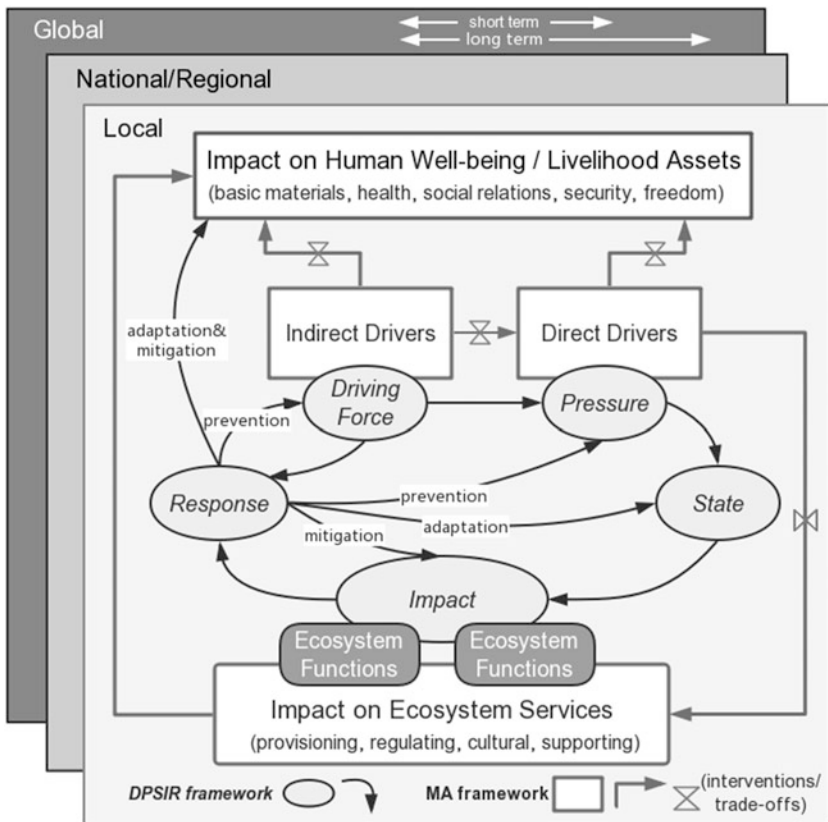 Global
short term
long term
National/Regional
Local
Impact on Human Well-being / Livelihood Assets
(basic materials, health, social relations, security, freedom)
adaptation&
mitigation
Indirect Drivers
Direct Drivers
Driving
Force
Pressure
prevention
Response
prevention
State
adaptation
mitigation
Impact
Ecosystem
Functions
Ecosystem
Functions
Impact on Ecosystem Services
(provisioning, regulating, cultural, supporting)
DPSIR framework
MA framework
(interventions/
trade-offs)